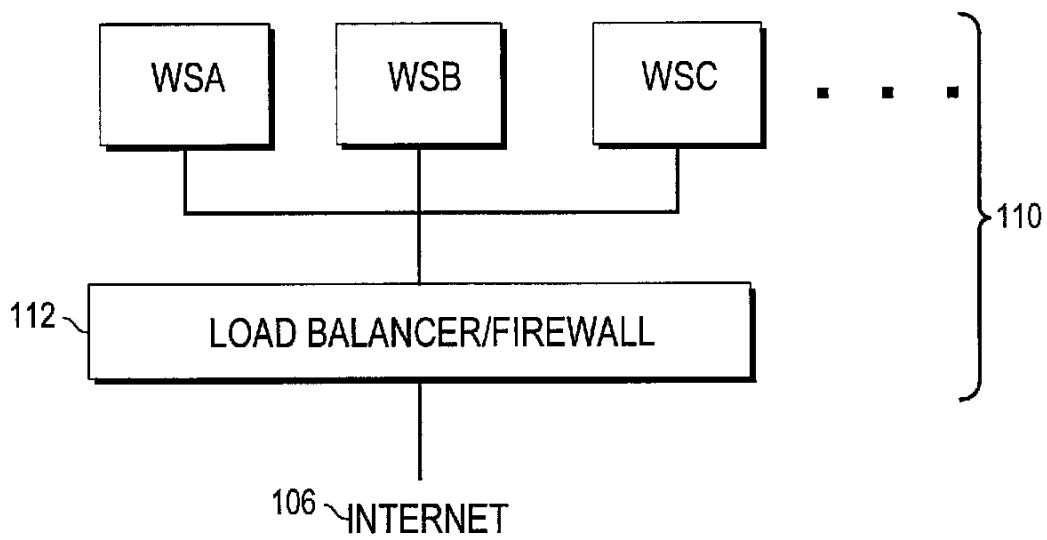 WSA
WSB
WSC
110
112
LOAD BALANCER/FIREWALL
106
INTERNET